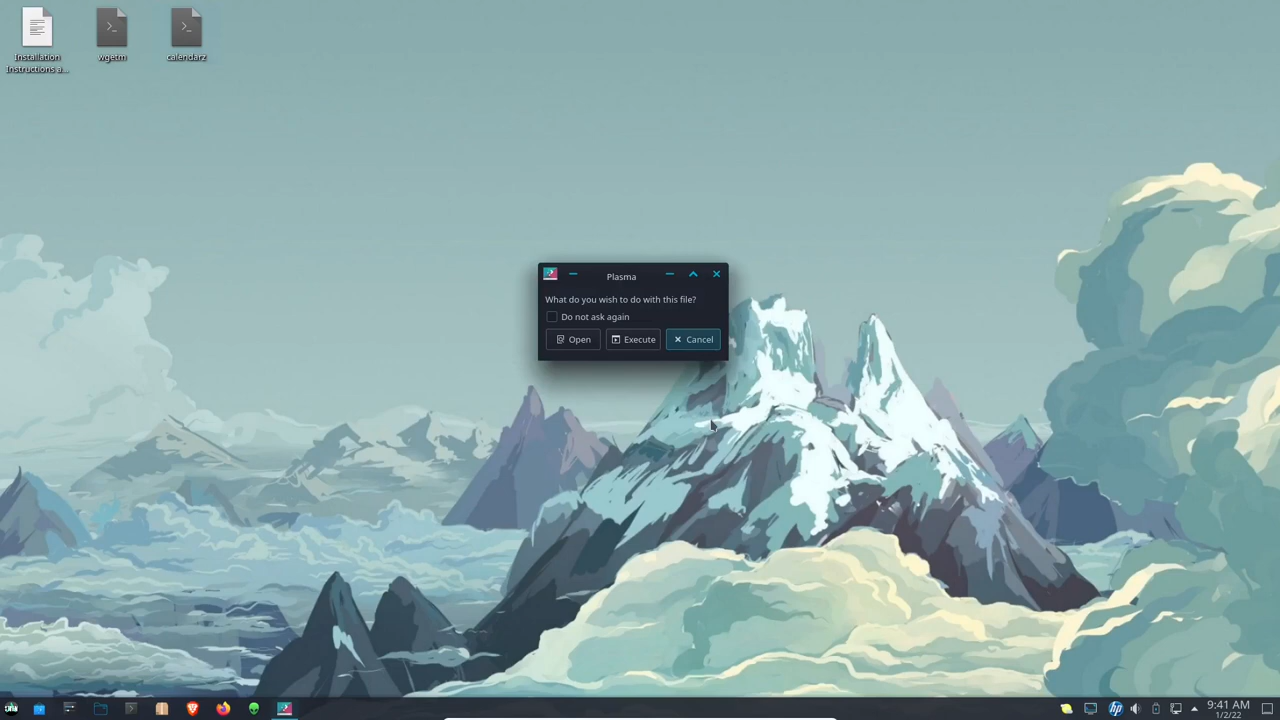 Installation
Instructions a...
wgetm
calendarz
Plasma
What do you wish to do with this file?
Do not ask again
Open
Execute
Cancel
9:41 AM
1/2/22